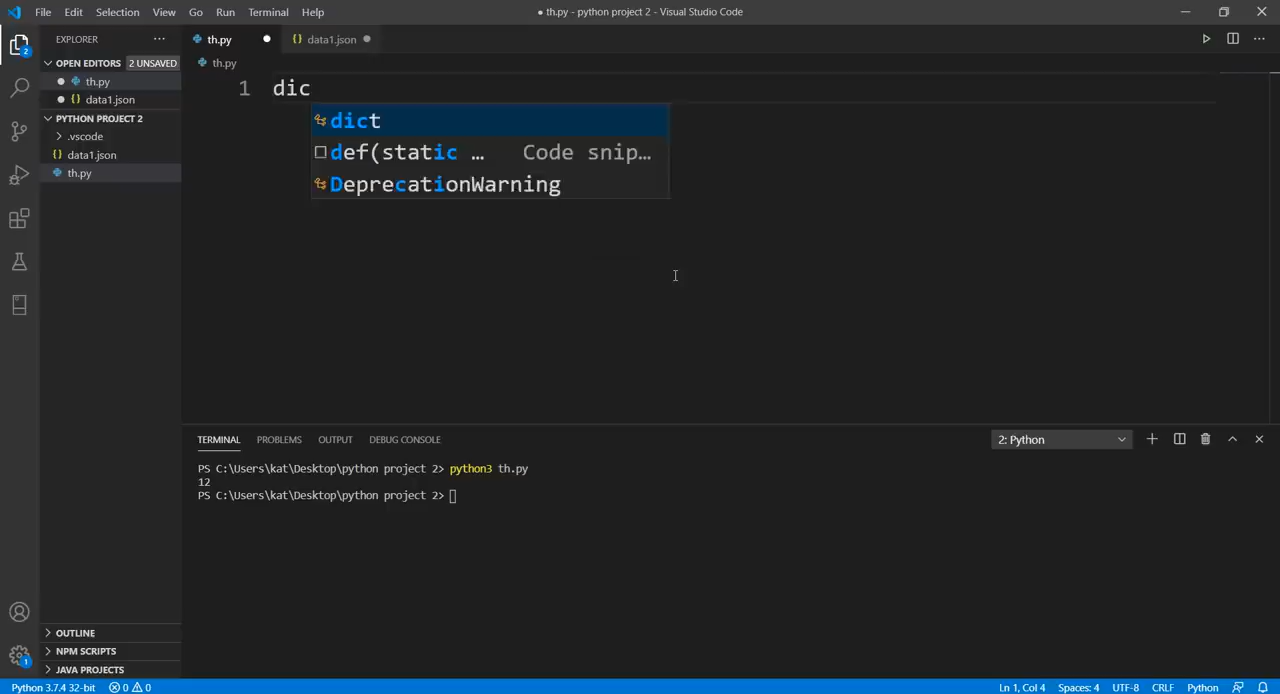 File Edit Selection View Go Run Terminal Help
● th.py - python project 2 - Visual Studio Code
EXPLORER
OPEN EDITORS 2 UNSAVED
th.py
data1.json
PYTHON PROJECT 2
.vscode
data1.json
th.py
OUTLINE
NPM SCRIPTS
JAVA PROJECTS
2
1
th.py
data1.json
th.py
1 dic
dict
def(static … Code snip…
DeprecationWarning
TERMINAL PROBLEMS OUTPUT DEBUG CONSOLE
2: Python
PS C:\Users\kat\Desktop\python project 2> python3 th.py
12
PS C:\Users\kat\Desktop\python project 2>
Python 3.7.4 32-bit 0 0
Ln 1, Col 4 Spaces: 4 UTF-8 CRLF Python